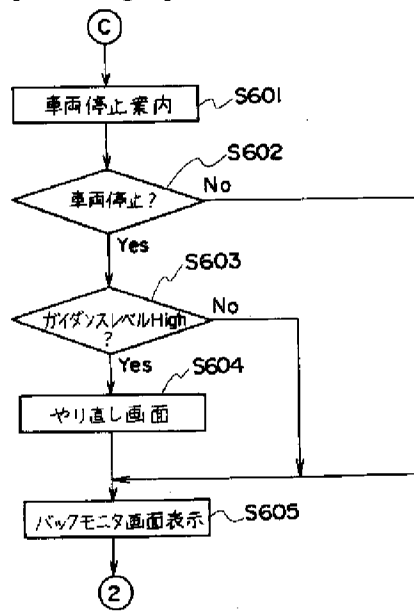 C
車両停止案内
S601
S602
車両停止?
No
Yes
S603
ガイダンスレベルHigh
?
No
Yes
S604
やり直し画面
バックモニタ画面表示
S605
2